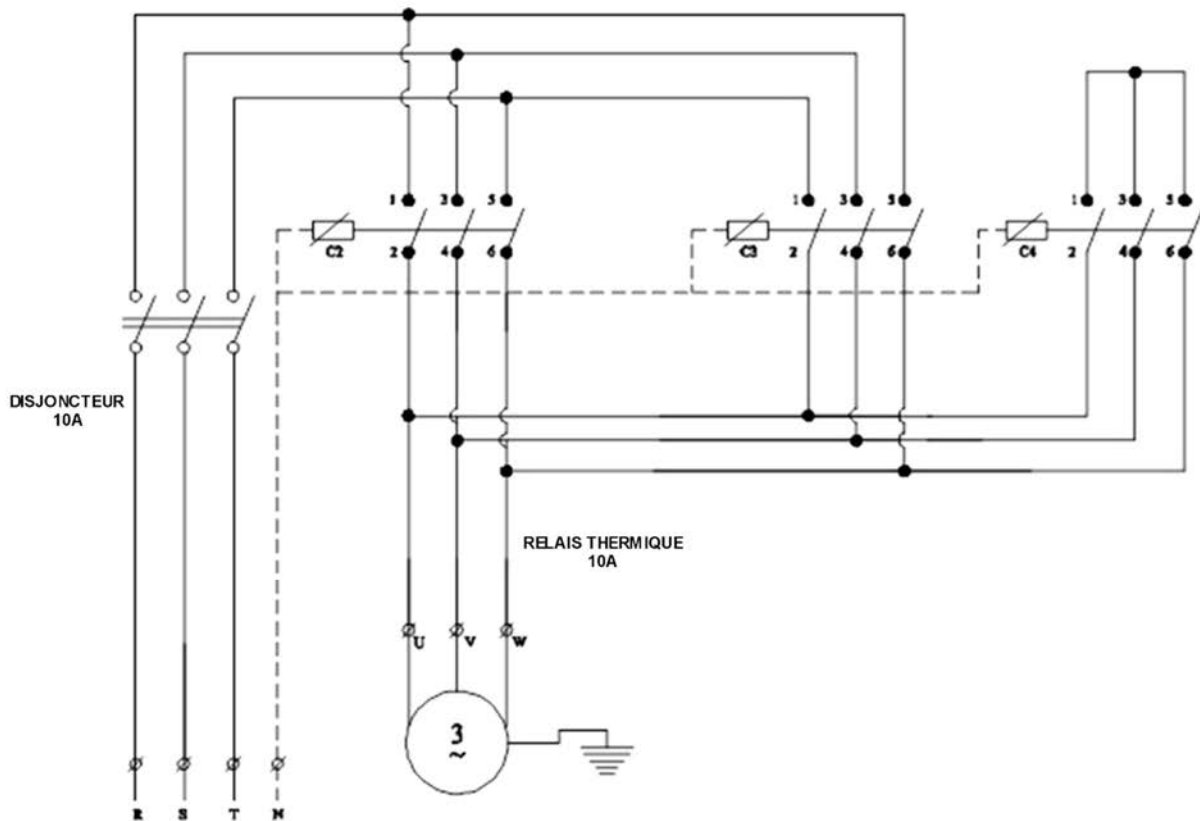 1 3 5 1 3 5 1 3 5
C2 2 4 6 C3 2 4 6 C4 2 4 6
DISJONCTEUR
10A
RELAIS THERMIQUE
10A
U V W
3
~
R S T N